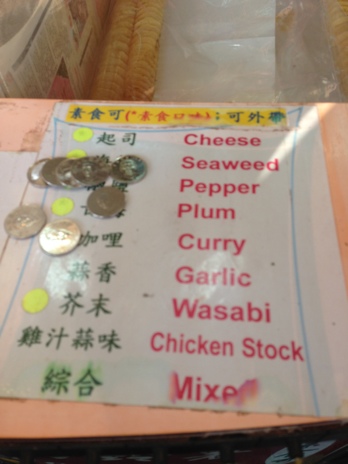 素食可(*素食口味)；可外帶
起司 Cheese
Seaweed
Pepper
Plum
咖哩 Curry
蒜香 Garlic
芥末 Wasabi
雞汁蒜味 Chicken Stock
綜合 Mixe